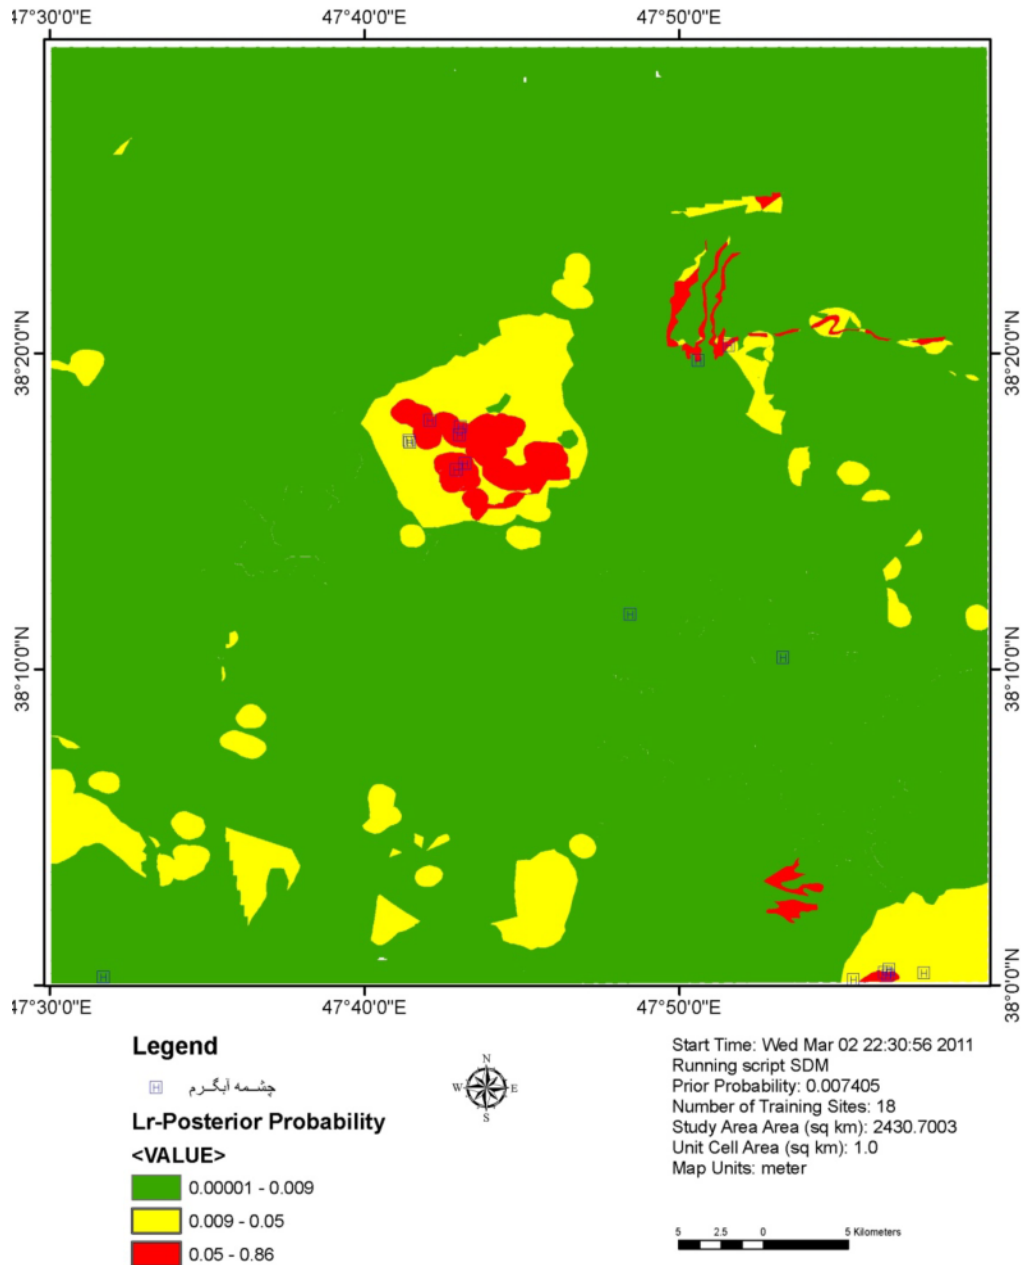 47°30'0"E 47°40'0"E 47°50'0"E
38°20'0"N 38°20'0"N
38°10'0"N 38°10'0"N
38°0'0"N 38°0'0"N
47°30'0"E 47°40'0"E 47°50'0"E
Legend
H چشمه آبگرم
Lr-Posterior Probability
<VALUE>
0.00001 - 0.009
0.009 - 0.05
0.05 - 0.86
N
W E
S
Start Time: Wed Mar 02 22:30:56 2011
Running script SDM
Prior Probability: 0.007405
Number of Training Sites: 18
Study Area Area (sq km): 2430.7003
Unit Cell Area (sq km): 1.0
Map Units: meter
5 2.5 0 5 Kilometers